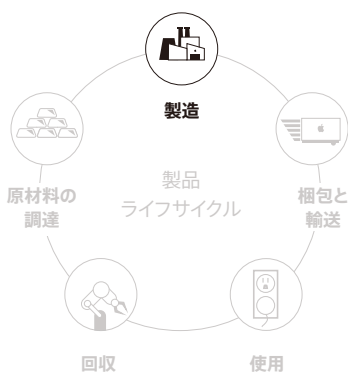 製造
原材料の
調達
製品
ライフサイクル
梱包と
輸送
回収
使用